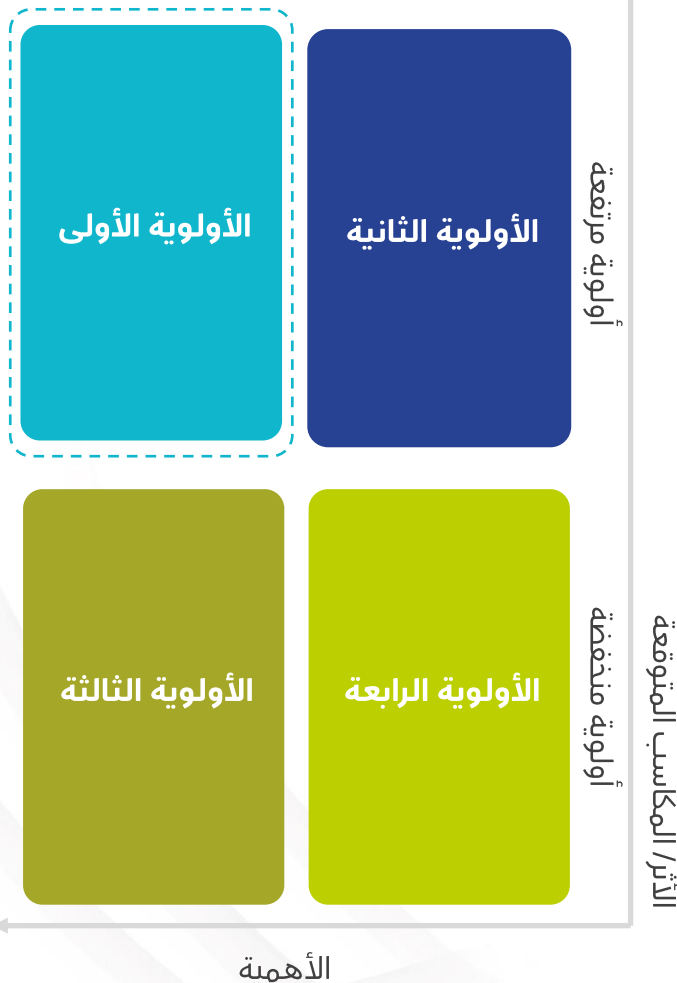 الأولوية الثانية
الأولوية الأولى
أولوية مرتفعة
الأولوية الرابعة
الأولوية الثالثة
أولوية منخفضة
الأثر/ المكاسب المتوقعة
الأهمية